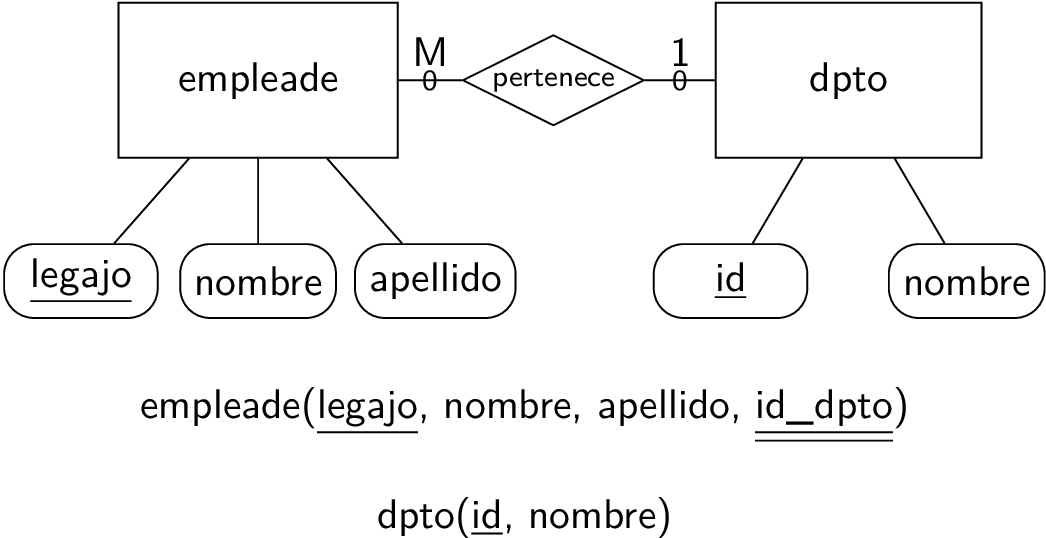 M 1
empleade 0 pertenece 0 dpto
legajo nombre apellido id nombre
empleade(legajo, nombre, apellido, id_dpto)
dpto(id, nombre)